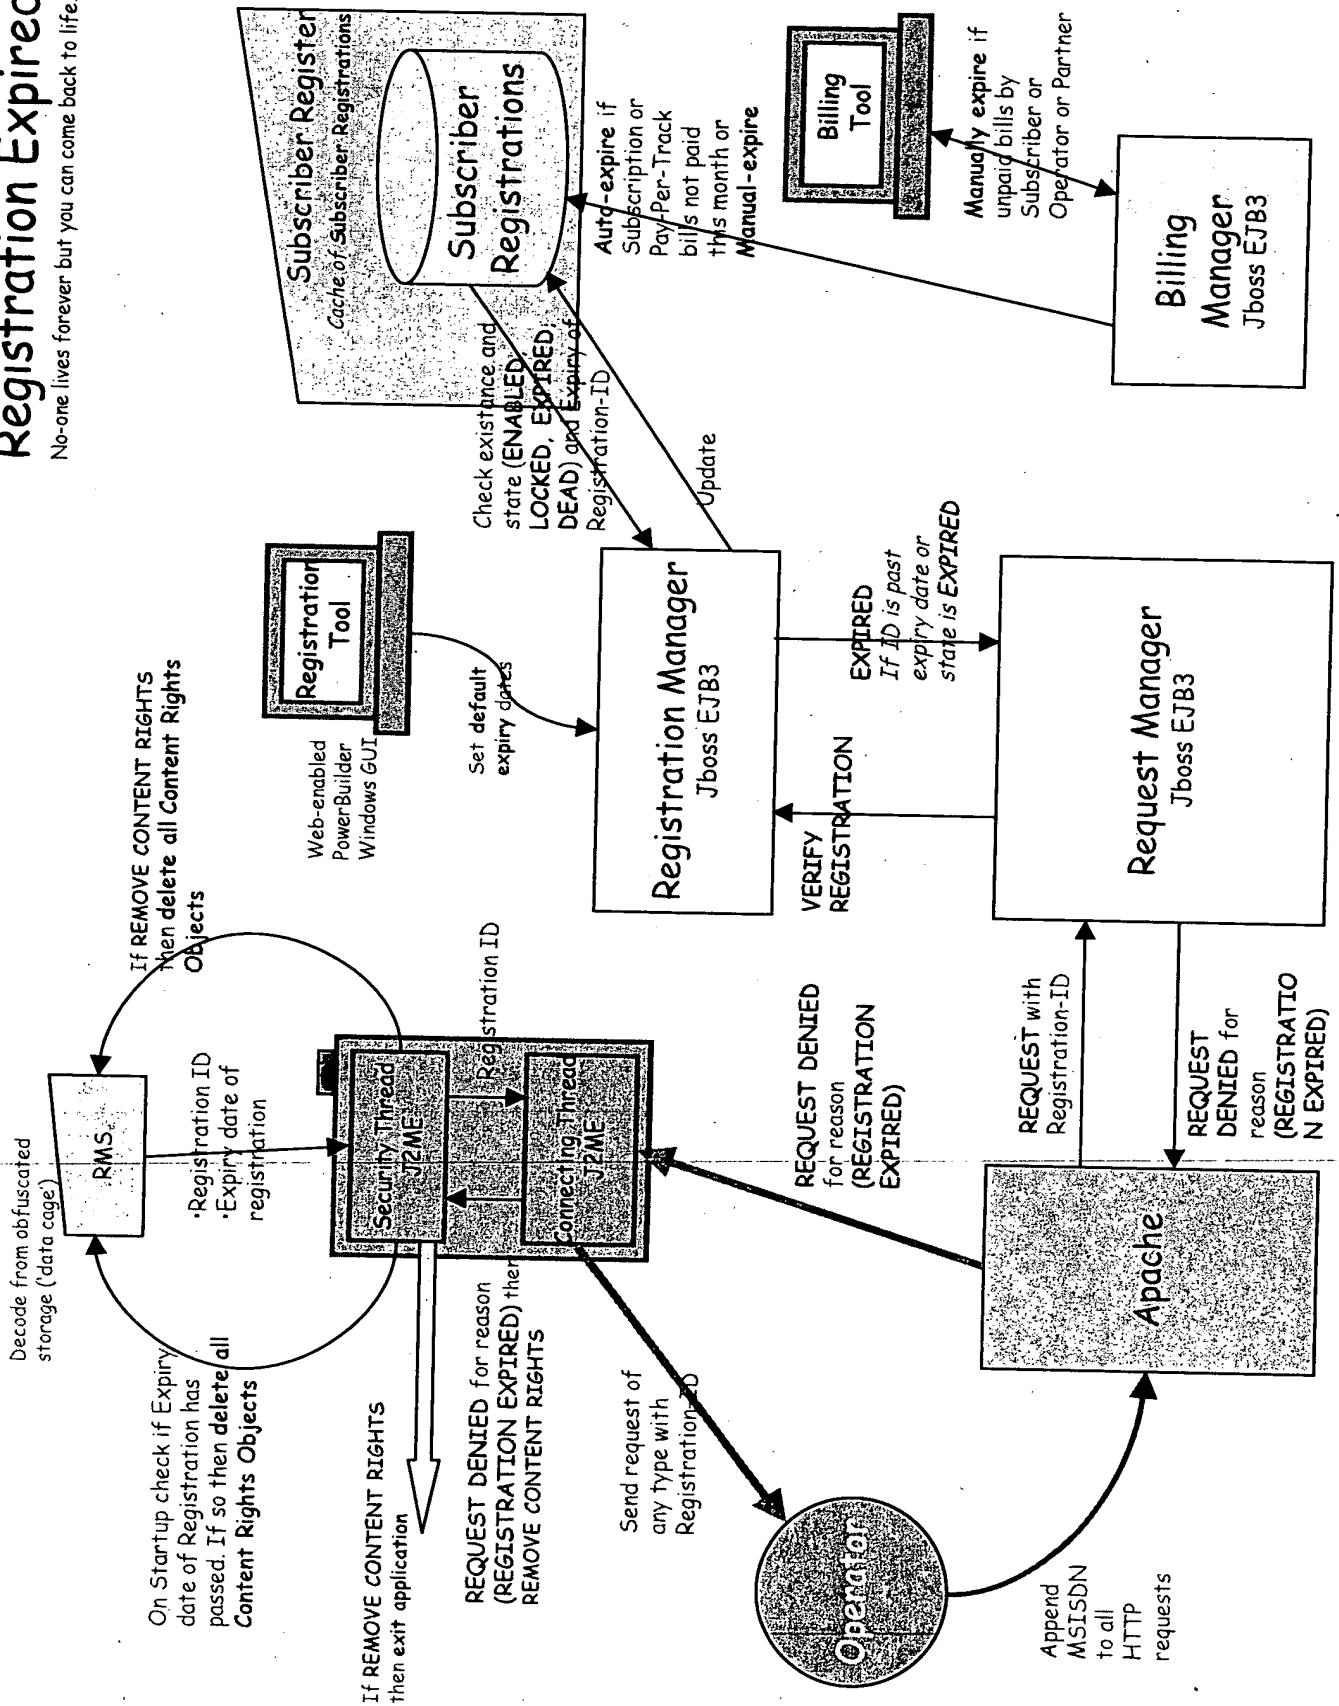 Registration Expired
No-one lives forever but you can come back to life.
Decode from obfuscated
storage ('data cage')
RMS
If REMOVE CONTENT RIGHTS
then delete all Content Rights
Objects
On Startup check if Expiry
date of Registration has
passed. If so then delete all
Content Rights Objects
•Registration ID
•Expiry date of
registration
Security Thread
J2ME
Registration ID
Connecting Thread
J2ME
If REMOVE CONTENT RIGHTS
then exit application
REQUEST DENIED for reason
(REGISTRATION EXPIRED) then
REMOVE CONTENT RIGHTS
Send request of
any type with
Registration-ID
Operator
Append
MSISDN
to all
HTTP
requests
Apache
REQUEST DENIED
for reason
(REGISTRATION
EXPIRED)
REQUEST with
Registration-ID
REQUEST
DENIED for
reason
(REGISTRATIO
N EXPIRED)
Request Manager
Jboss EJB3
VERIFY
REGISTRATION
EXPIRED
If ID is past
expiry date or
state is EXPIRED
Registration Manager
Jboss EJB3
Web-enabled
PowerBuilder
Windows GUI
Registration
Tool
Set default
expiry dates
Check existance and
state (ENABLED,
LOCKED, EXPIRED,
DEAD) and Expiry of
Registration-ID
Update
Subscriber Register
Cache of Subscriber Registrations
Subscriber
Registrations
Auto-expire if
Subscription or
Pay-Per-Track
bills not paid
this month or
Manual-expire
Billing
Tool
Manually expire if
unpaid bills by
Subscriber or
Operator or Partner
Billing
Manager
Jboss EJB3